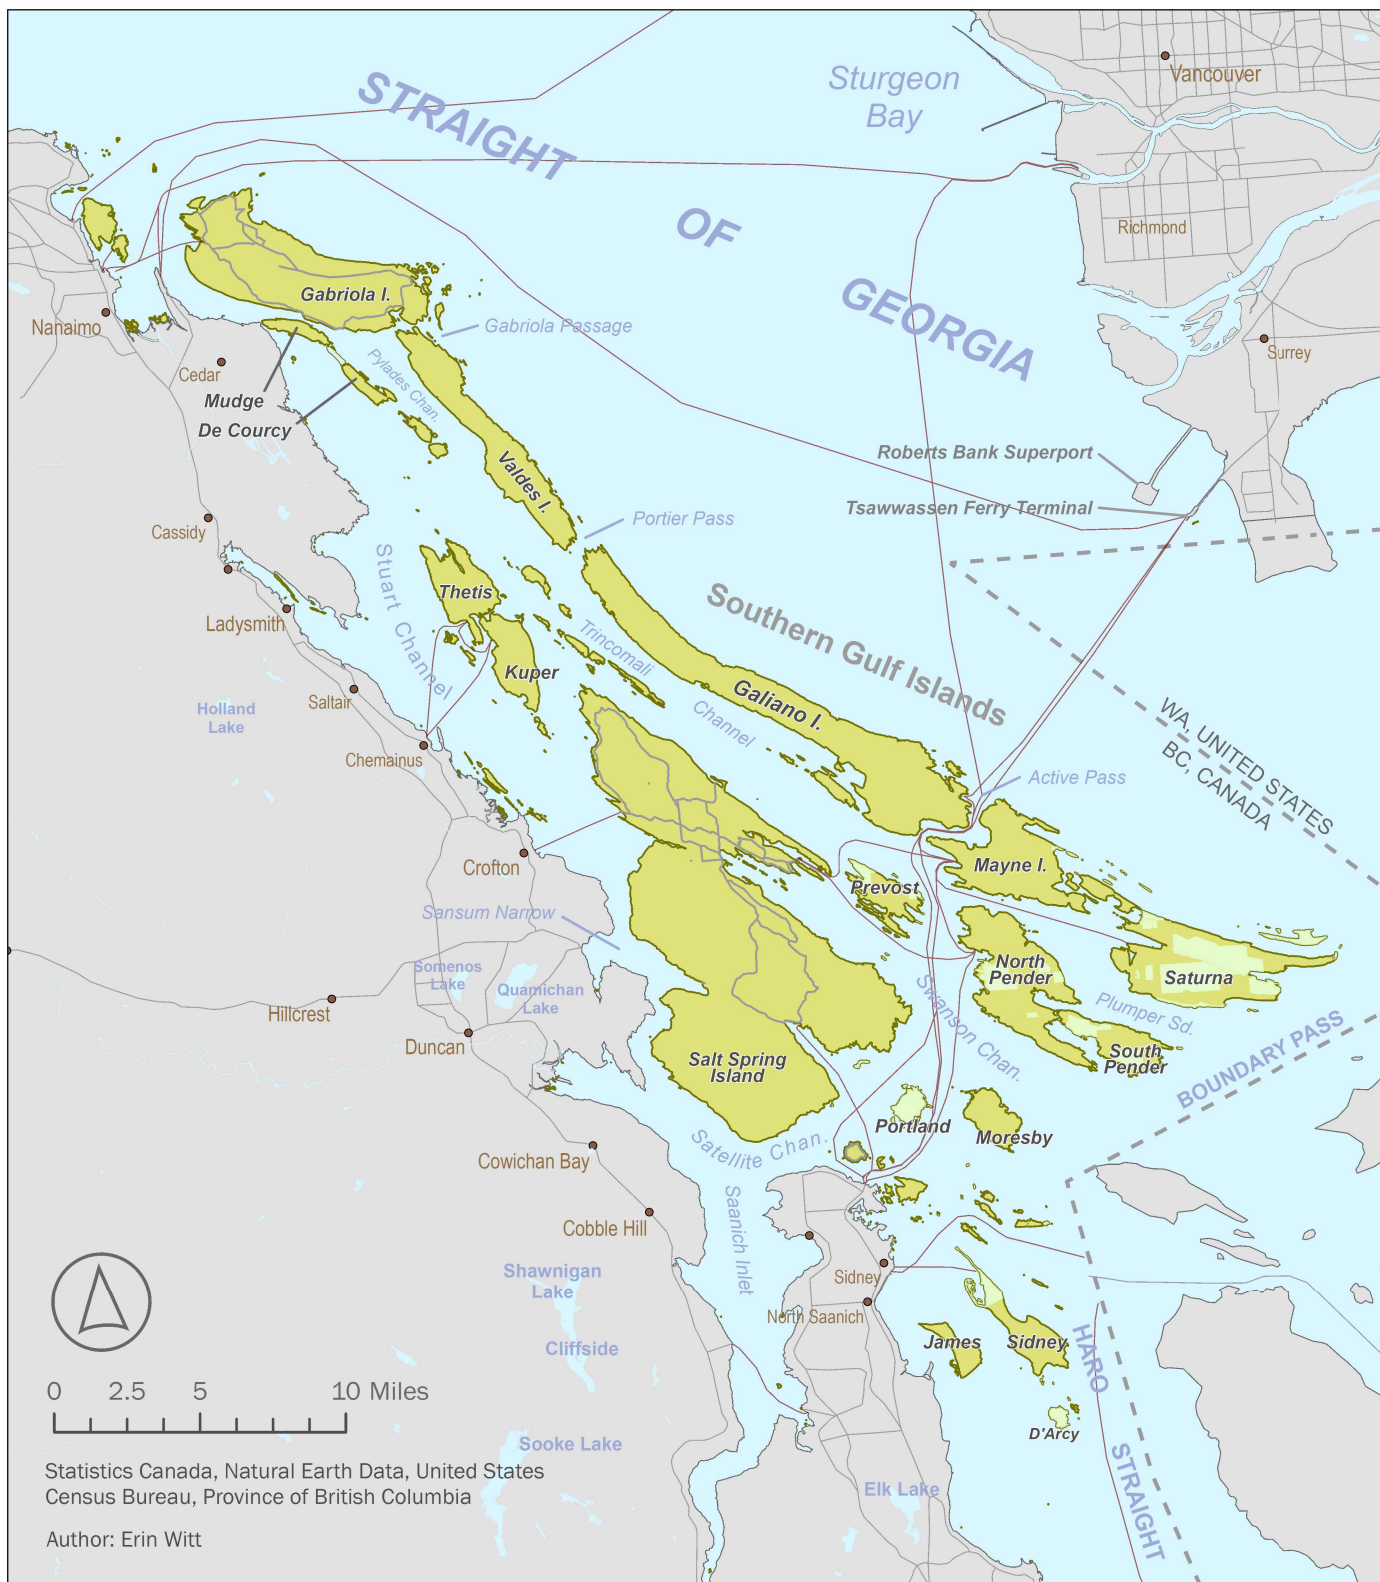 STRAIGHT
OF
GEORGIA
Sturgeon
Bay
Vancouver
Richmond
Surrey
Gabriola I.
Gabriola Passage
Nanaimo
Cedar
Mudge
De Courcy
Pylades Chan.
Valdes I.
Portier Pass
Roberts Bank Superport
Tsawwassen Ferry Terminal
Cassidy
Stuart Channel
Thetis
Kuper
Ladysmith
Trincomali
Channel
Southern Gulf Islands
Galiano I.
WA, UNITED STATES
BC, CANADA
Holland
Lake
Saltair
Chemainus
Active Pass
Crofton
Mayne I.
Prevost
Sansum Narrow
Somenos
Lake
Quamichan
Lake
North
Pender
Saturna
Hillcrest
Duncan
Swanson Chan.
Plumper Sd.
South
Pender
BOUNDARY PASS
Salt Spring
Island
Portland
Moresby
Satellite Chan.
Cowichan Bay
Saanich Inlet
Cobble Hill
Shawnigan
Lake
Sidney
North Saanich
Cliffside
James
Sidney
HARO
STRAIGHT
D'Arcy
0 2.5 5 10 Miles
Sooke Lake
Elk Lake
Statistics Canada, Natural Earth Data, United States
Census Bureau, Province of British Columbia
Author: Erin Witt